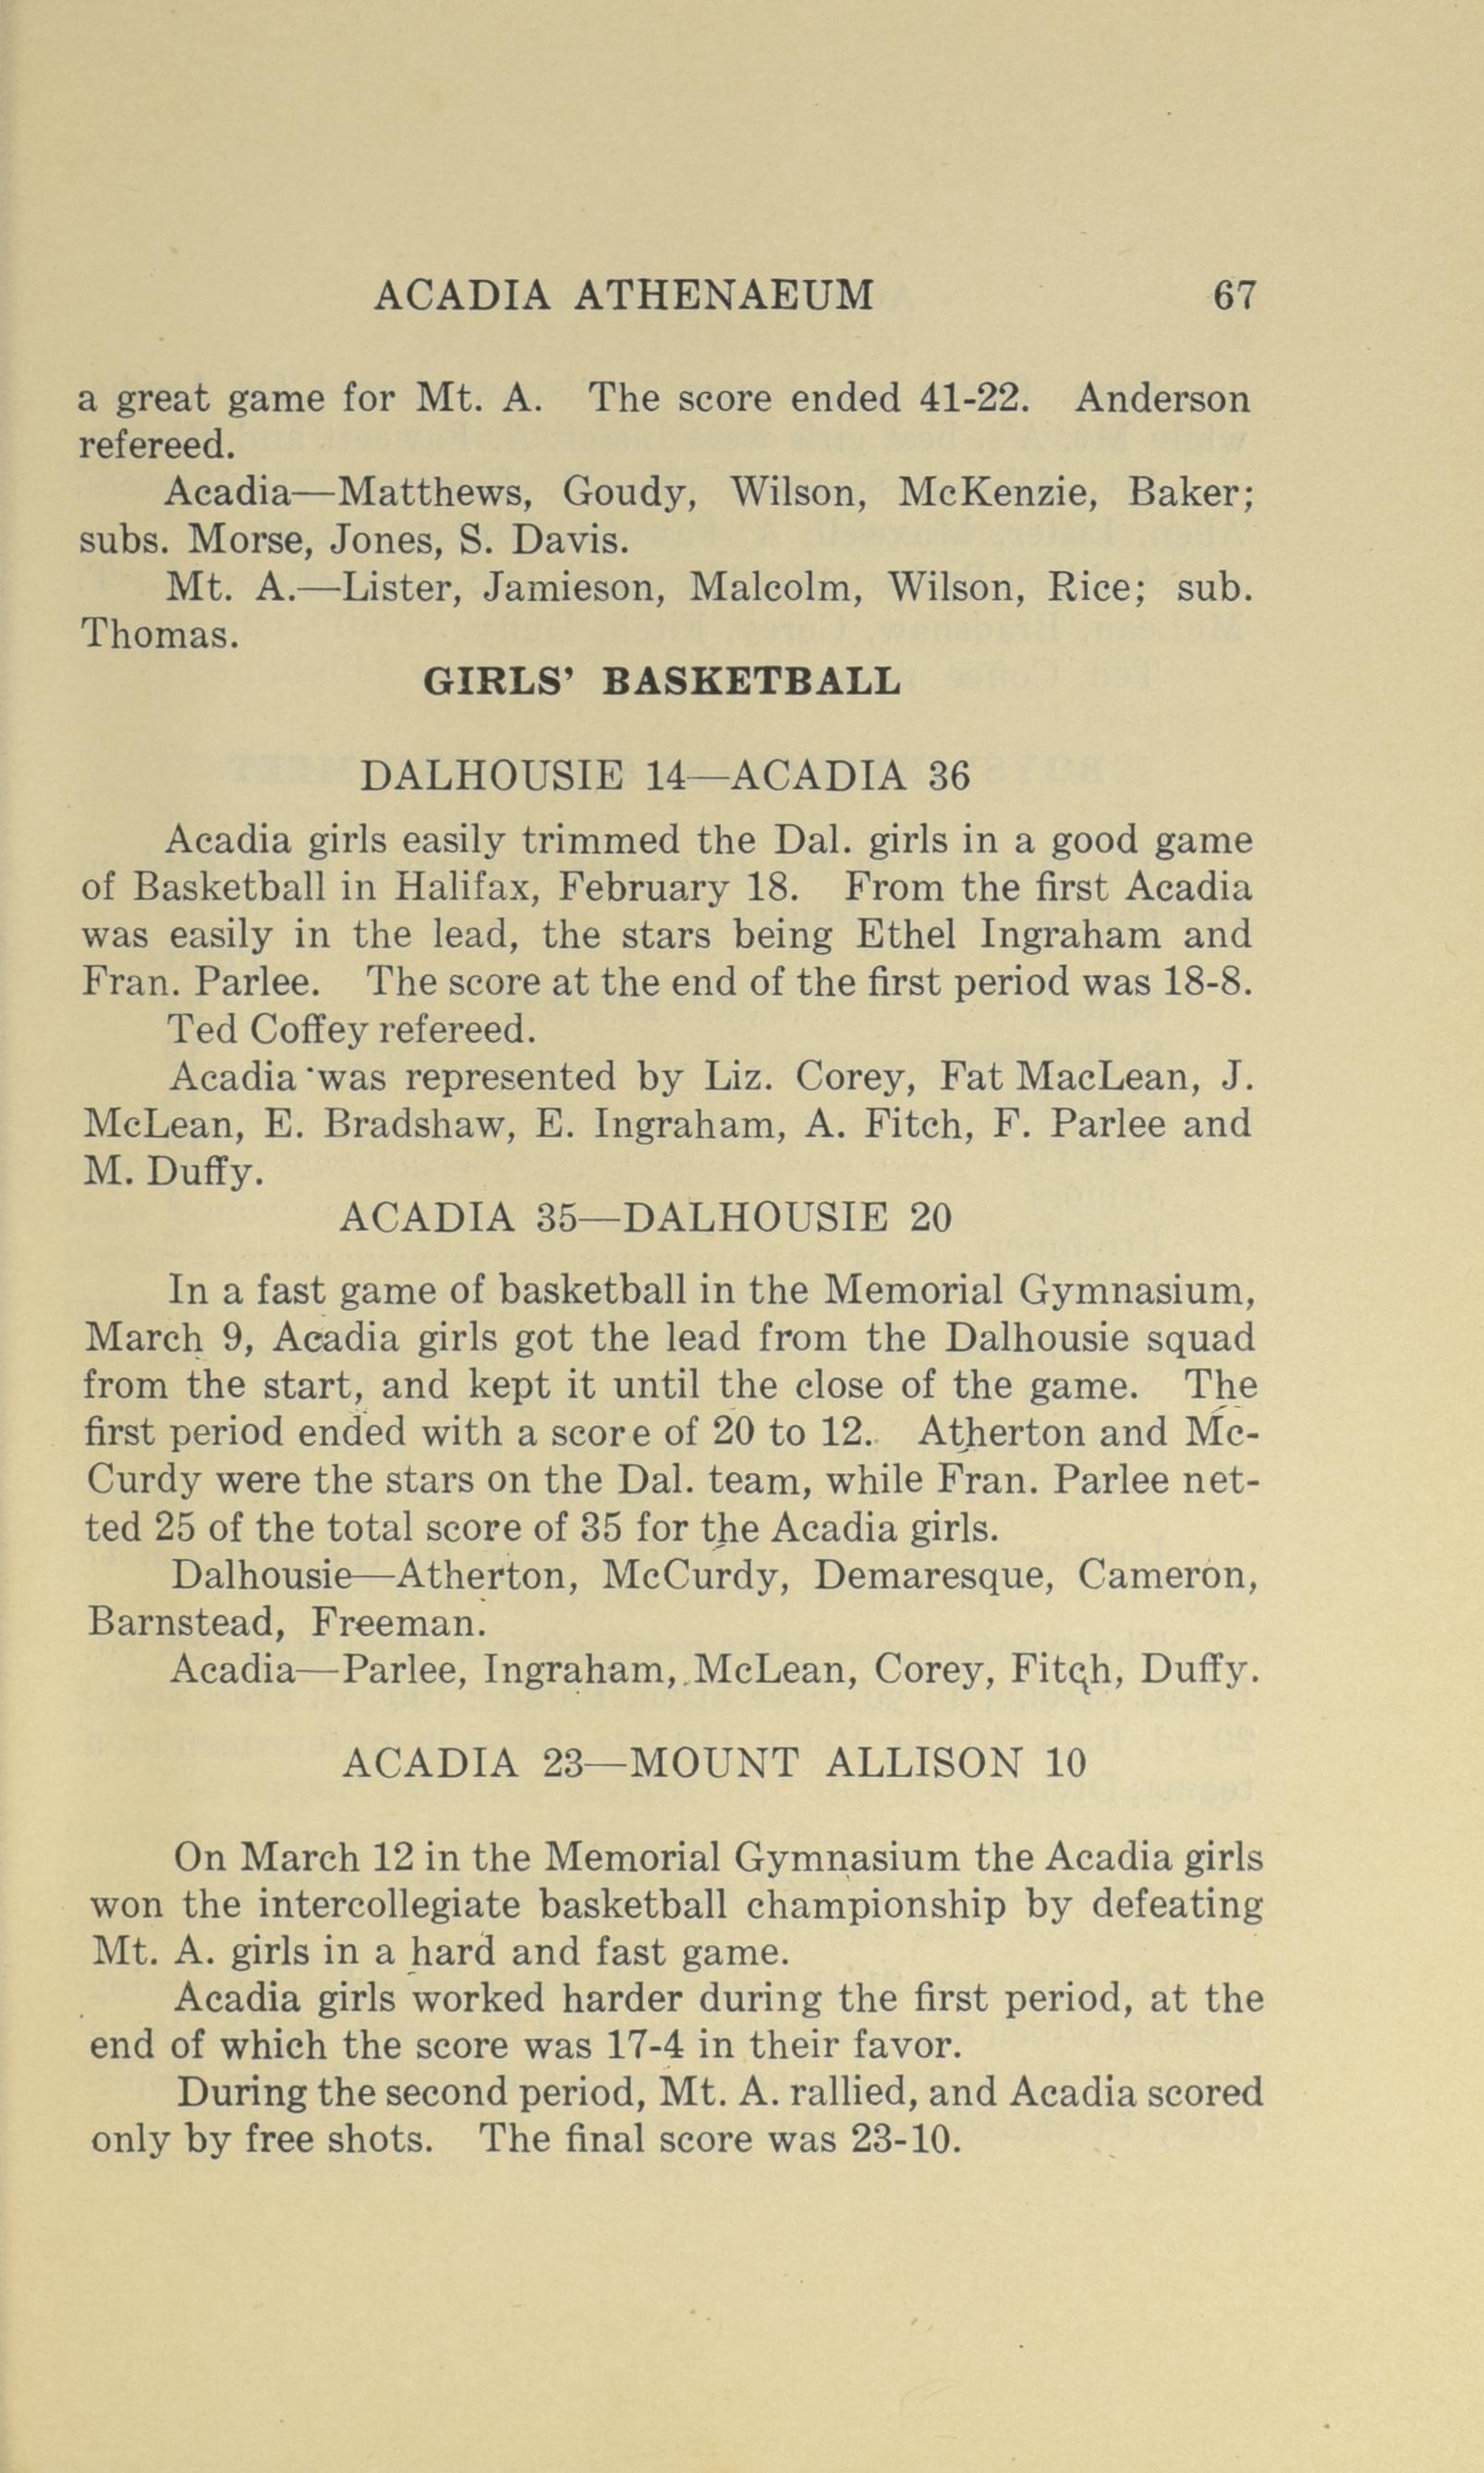 ACADIA ATHENAEUM 67
a great game for Mt. A. The score ended 41-22. Anderson
refereed.
Acadia—Matthews, Goudy, Wilson, McKenzie, Baker;
subs. Morse, Jones, S. Davis.
Mt. A.—Lister, Jamieson, Malcolm, Wilson, Rice; sub.
Thomas.
GIRLS' BASKETBALL
DALHOUSIE 14—ACADIA 36
Acadia girls easily trimmed the Dal. girls in a good game
of Basketball in Halifax, February 18. From the first Acadia
was easily in the lead, the stars being Ethel Ingraham and
Fran. Parlee. The score at the end of the first period was 18-8.
Ted Coffey refereed.
Acadia was represented by Liz. Corey, Fat MacLean, J.
McLean, E. Bradshaw, E. Ingraham, A. Fitch, F. Parlee and
M. Duffy.
ACADIA 35—DALHOUSIE 20
In a fast game of basketball in the Memorial Gymnasium,
March 9, Acadia girls got the lead from the Dalhousie squad
from the start, and kept it until the close of the game. The
first period ended with a score of 20 to 12. Atherton and Mc-
Curdy were the stars on the Dal. team, while Fran. Parlee net-
ted 25 of the total score of 35 for the Acadia girls.
Dalhousie—Atherton, McCurdy, Demaresque, Cameron,
Barnstead, Freeman.
Acadia—Parlee, Ingraham, McLean, Corey, Fitch, Duffy.
ACADIA 23—MOUNT ALLISON 10
On March 12 in the Memorial Gymnasium the Acadia girls
won the intercollegiate basketball championship by defeating
Mt. A. girls in a hard and fast game.
Acadia girls worked harder during the first period, at the
end of which the score was 17-4 in their favor.
During the second period, Mt. A. rallied, and Acadia scored
only by free shots. The final score was 23-10.